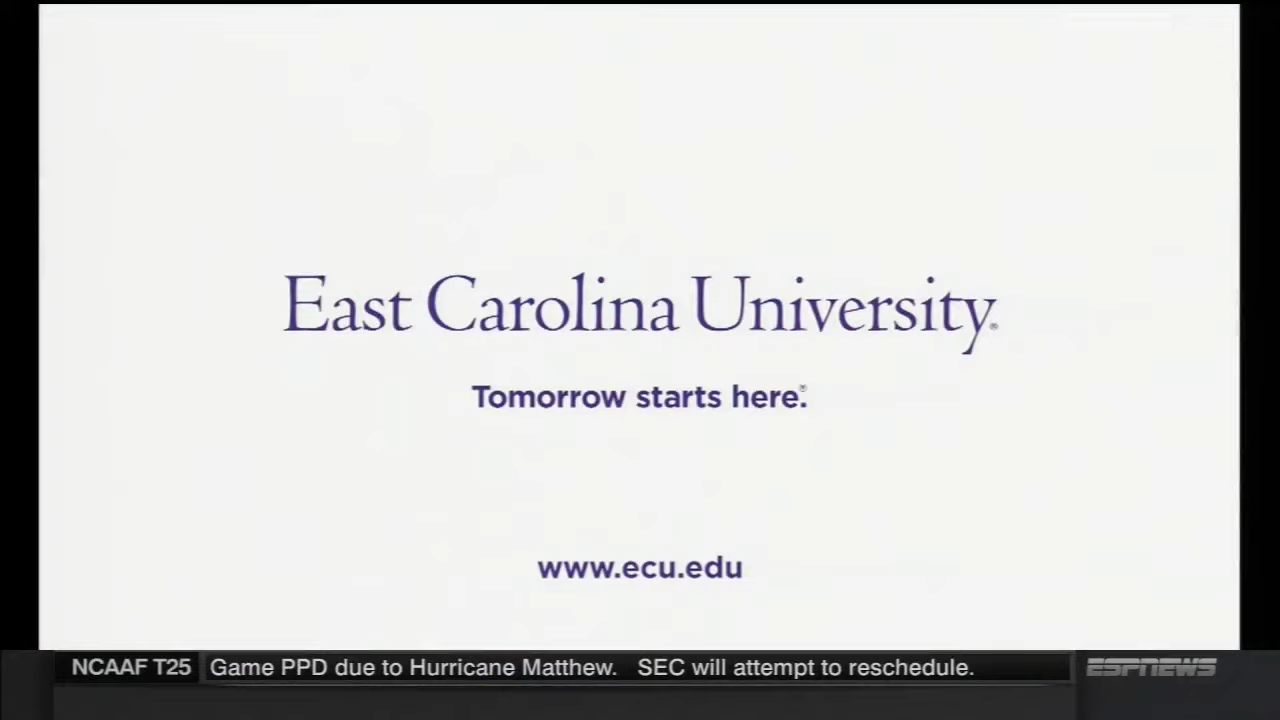 East Carolina University®
Tomorrow starts here.®
www.ecu.edu
NCAAF T25 Game PPD due to Hurricane Matthew. SEC will attempt to reschedule. ESPNEWS